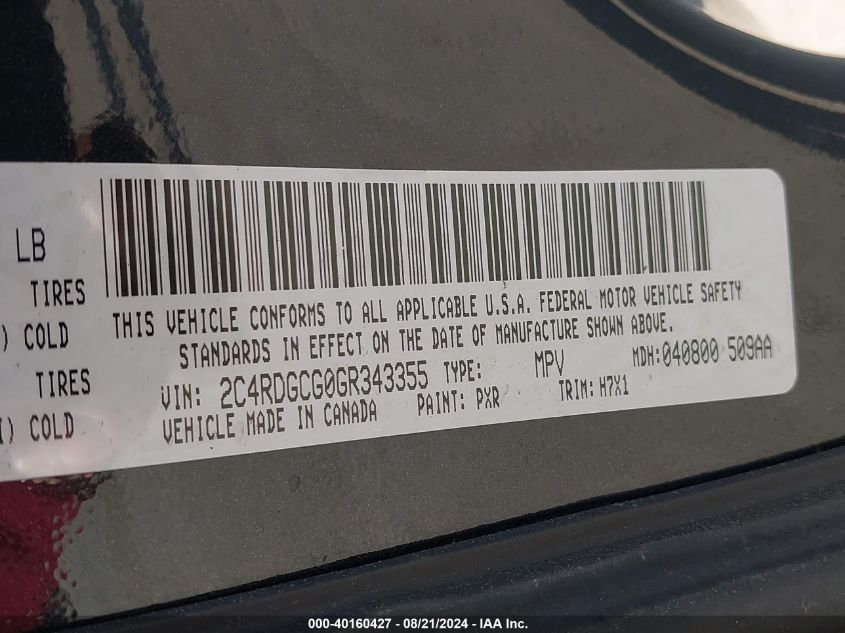 LB
TIRES
) COLD
TIRES
) COLD
THIS VEHICLE CONFORMS TO ALL APPLICABLE U.S.A. FEDERAL MOTOR VEHICLE SAFETY
STANDARDS IN EFFECT ON THE DATE OF MANUFACTURE SHOWN ABOVE.
VIN: 2C4RDGCG0GR343355 TYPE: MPV MDH:040800 509AA
VEHICLE MADE IN CANADA PAINT: PXR TRIM: H7X1
000-40160427 - 08/21/2024 - IAA Inc.